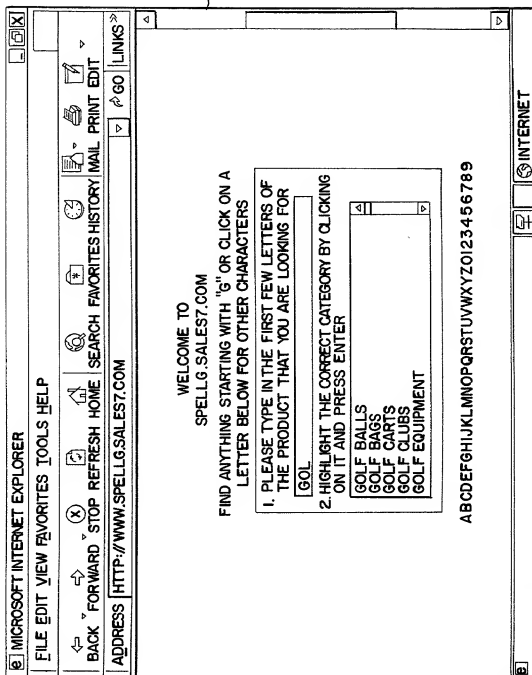 MICROSOFT INTERNET EXPLORER
FILE EDIT VIEW FAVORITES TOOLS HELP
BACK FORWARD STOP REFRESH HOME SEARCH FAVORITES HISTORY MAIL PRINT EDIT
ADDRESS HTTP://WWW.SPELLG.SALES7.COM GO LINKS »
WELCOME TO
SPELLG.SALES7.COM
FIND ANYTHING STARTING WITH "G" OR CLICK ON A
LETTER BELOW FOR OTHER CHARACTERS
1. PLEASE TYPE IN THE FIRST FEW LETTERS OF
THE PRODUCT THAT YOU ARE LOOKING FOR
GOL
2. HIGHLIGHT THE CORRECT CATEGORY BY CLICKING
ON IT AND PRESS ENTER
GOLF BALLS
GOLF BAGS
GOLF CARTS
GOLF CLUBS
GOLF EQUIPMENT
ABCDEFGHIJKLMNOPQRSTUVWXYZ0123456789
INTERNET